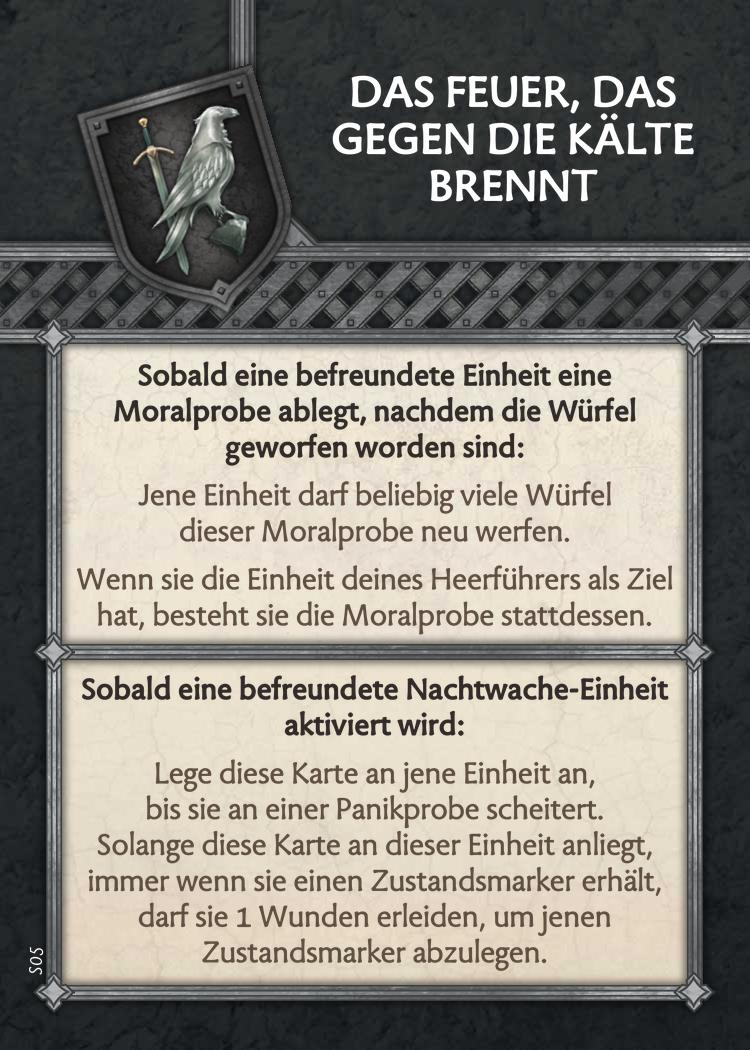 DAS FEUER, DAS
GEGEN DIE KÄLTE
BRENNT
Sobald eine befreundete Einheit eine
Moralprobe ablegt, nachdem die Würfel
geworfen worden sind:
Jene Einheit darf beliebig viele Würfel
dieser Moralprobe neu werfen.
Wenn sie die Einheit deines Heerführers als Ziel
hat, besteht sie die Moralprobe stattdessen.
Sobald eine befreundete Nachtwache-Einheit
aktiviert wird:
Lege diese Karte an jene Einheit an,
bis sie an einer Panikprobe scheitert.
Solange diese Karte an dieser Einheit anliegt,
immer wenn sie einen Zustandsmarker erhält,
darf sie 1 Wunden erleiden, um jenen
Zustandsmarker abzulegen.
S05